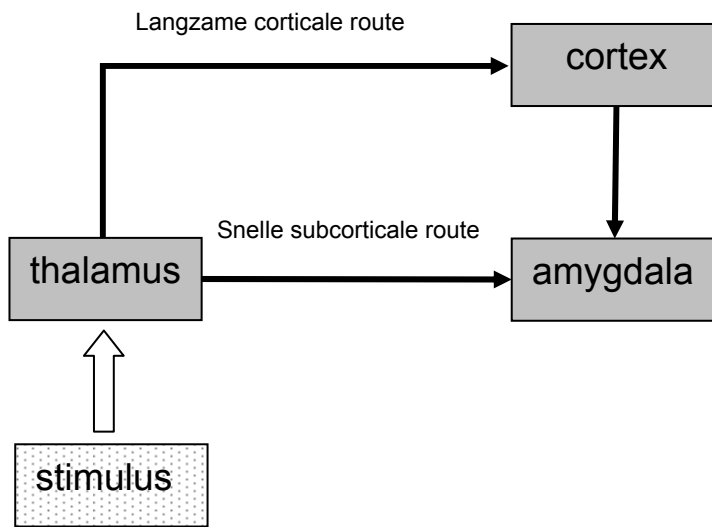 Langzame corticale route
cortex
Snelle subcorticale route
thalamus
amygdala
stimulus